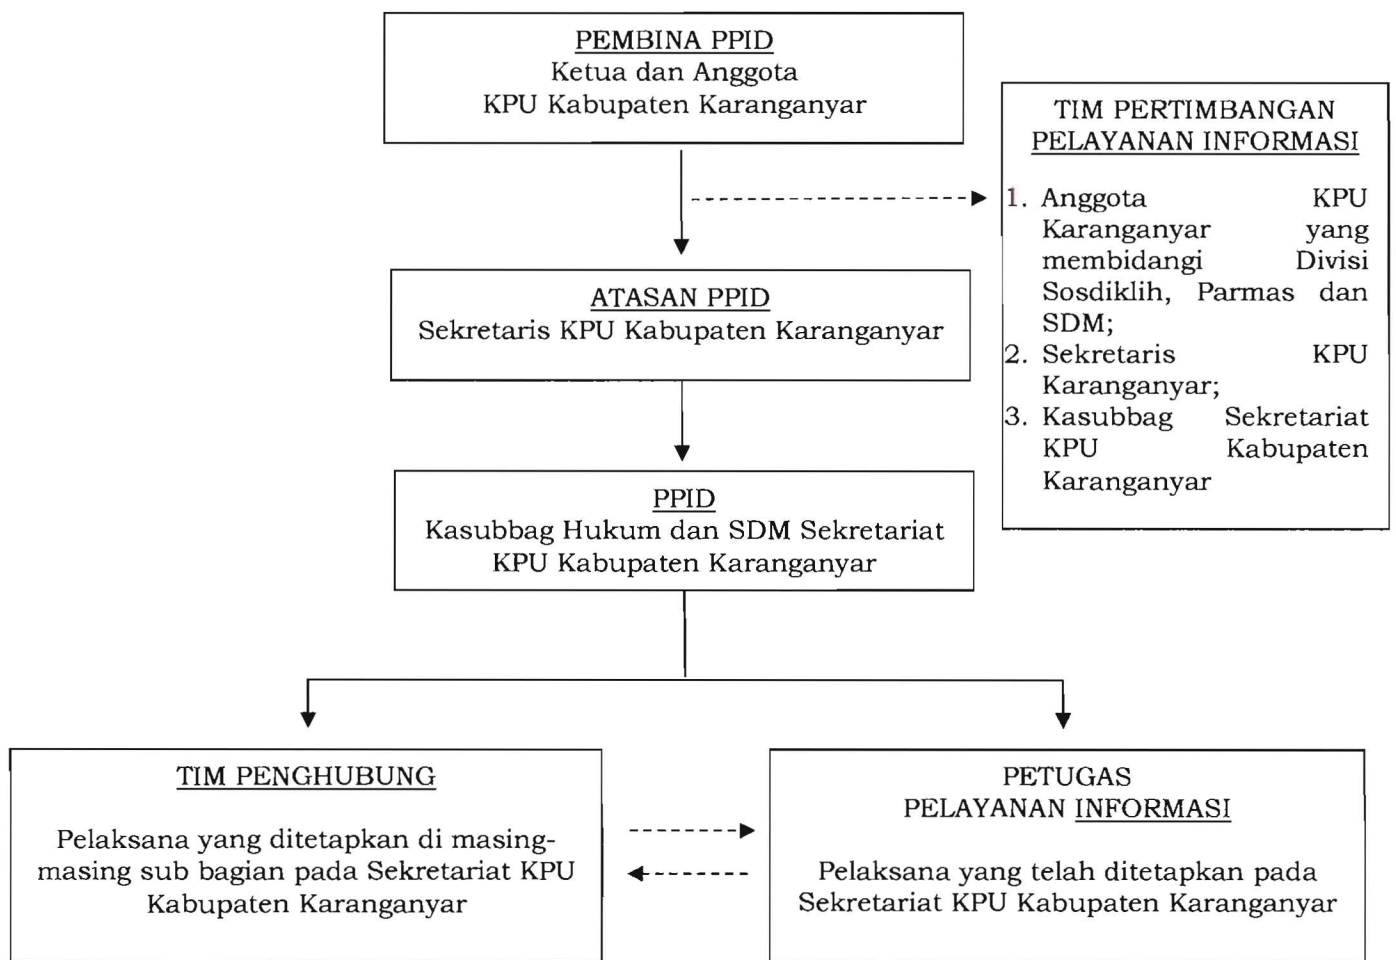 PEMBINA PPID
Ketua dan Anggota
KPU Kabupaten Karanganyar
TIM PERTIMBANGAN
PELAYANAN INFORMASI
1. Anggota KPU
Karanganyar yang
membidangi Divisi
Sosdiklih, Parmas dan
SDM;
2. Sekretaris KPU
Karanganyar;
3. Kasubbag Sekretariat
KPU Kabupaten
Karanganyar
ATASAN PPID
Sekretaris KPU Kabupaten Karanganyar
PPID
Kasubbag Hukum dan SDM Sekretariat
KPU Kabupaten Karanganyar
TIM PENGHUBUNG
Pelaksana yang ditetapkan di masing-
masing sub bagian pada Sekretariat KPU
Kabupaten Karanganyar
PETUGAS
PELAYANAN INFORMASI
Pelaksana yang telah ditetapkan pada
Sekretariat KPU Kabupaten Karanganyar